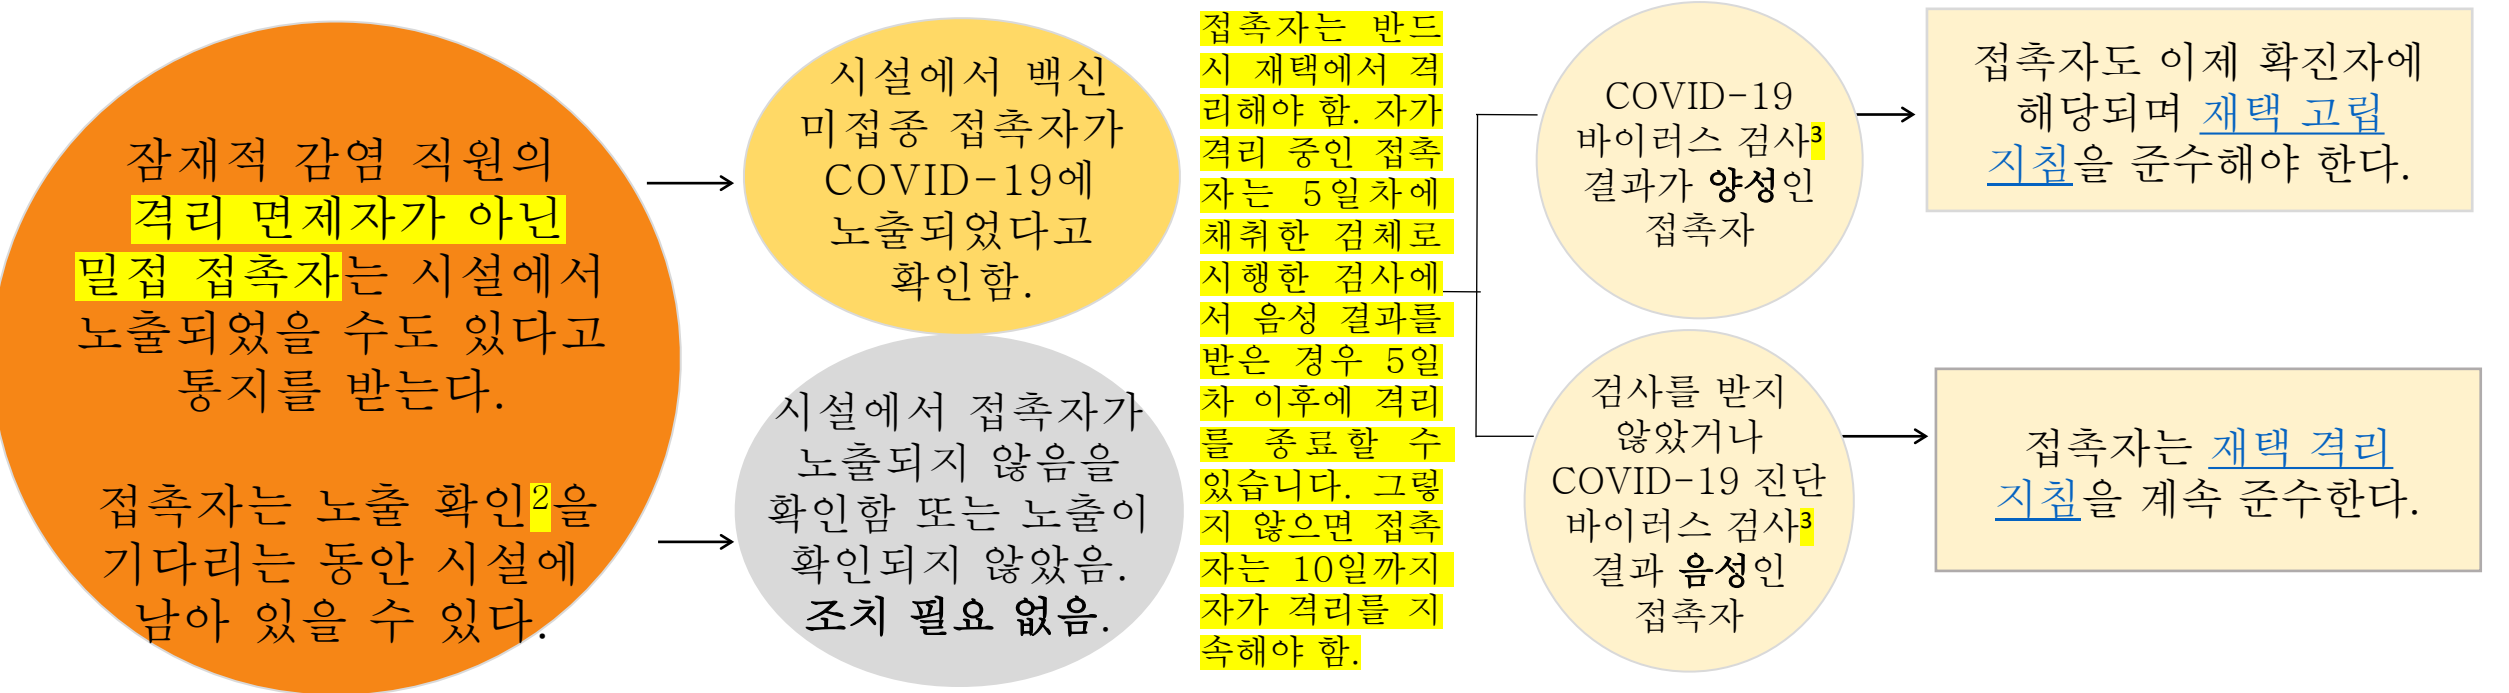 잠재적 감염 직원의
격리 면제자가 아닌
밀접 접촉자는 시설에서
노출되었을 수도 있다고
통지를 받는다.
접촉자는 노출 확인2을
기다리는 동안 시설에
남아 있을 수 있다.
시설에서 백신
미접종 접촉자가
COVID-19에
노출되었다고
확인함.
시설에서 접촉자가
노출되지 않음을
확인함 또는 노출이
확인되지 않았음.
조치 필요 없음.
접촉자는 반드
시 재택에서 격
리해야 함. 자가
격리 중인 접촉
자는 5일차에
채취한 검체로
시행한 검사에
서 음성 결과를
받은 경우 5일
차 이후에 격리
를 종료할 수
있습니다. 그렇
지 않으면 접촉
자는 10일까지
자가 격리를 지
속해야 함.
COVID-19
바이러스 검사3
결과가 양성인
접촉자
접촉자도 이제 확진자에
해당되며 재택 고립
지침을 준수해야 한다.
검사를 받지
않았거나
COVID-19 진단
바이러스 검사3
결과 음성인
접촉자
접촉자는 재택 격리
지침을 계속 준수한다.